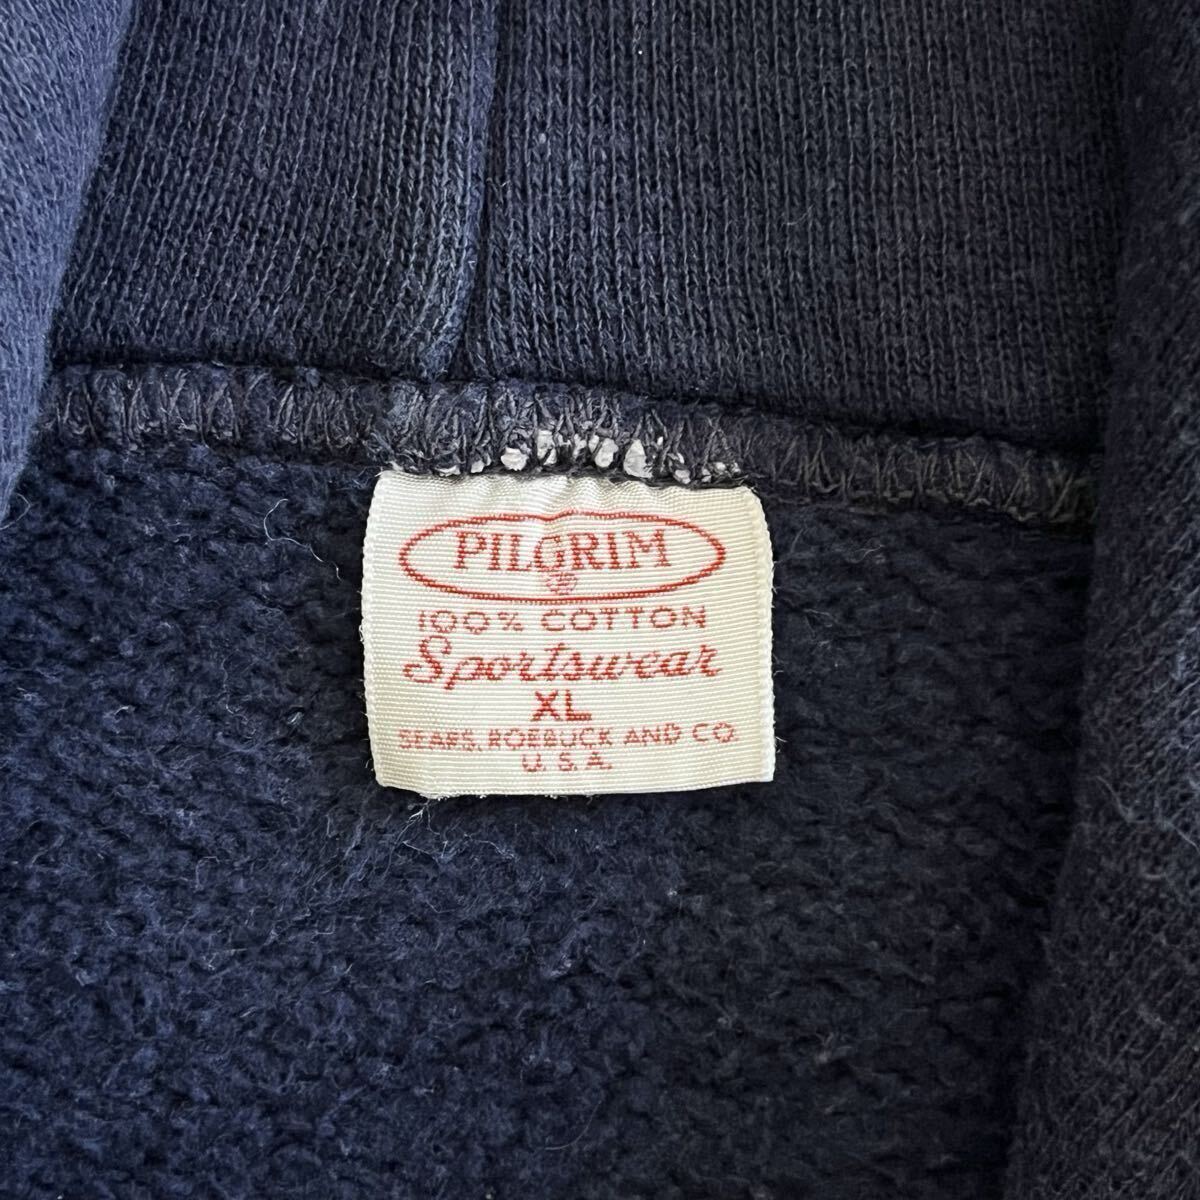 PILGRIM
®
100% COTTON
Sportswear
XL
SEARS, ROEBUCK AND CO
U.S.A.